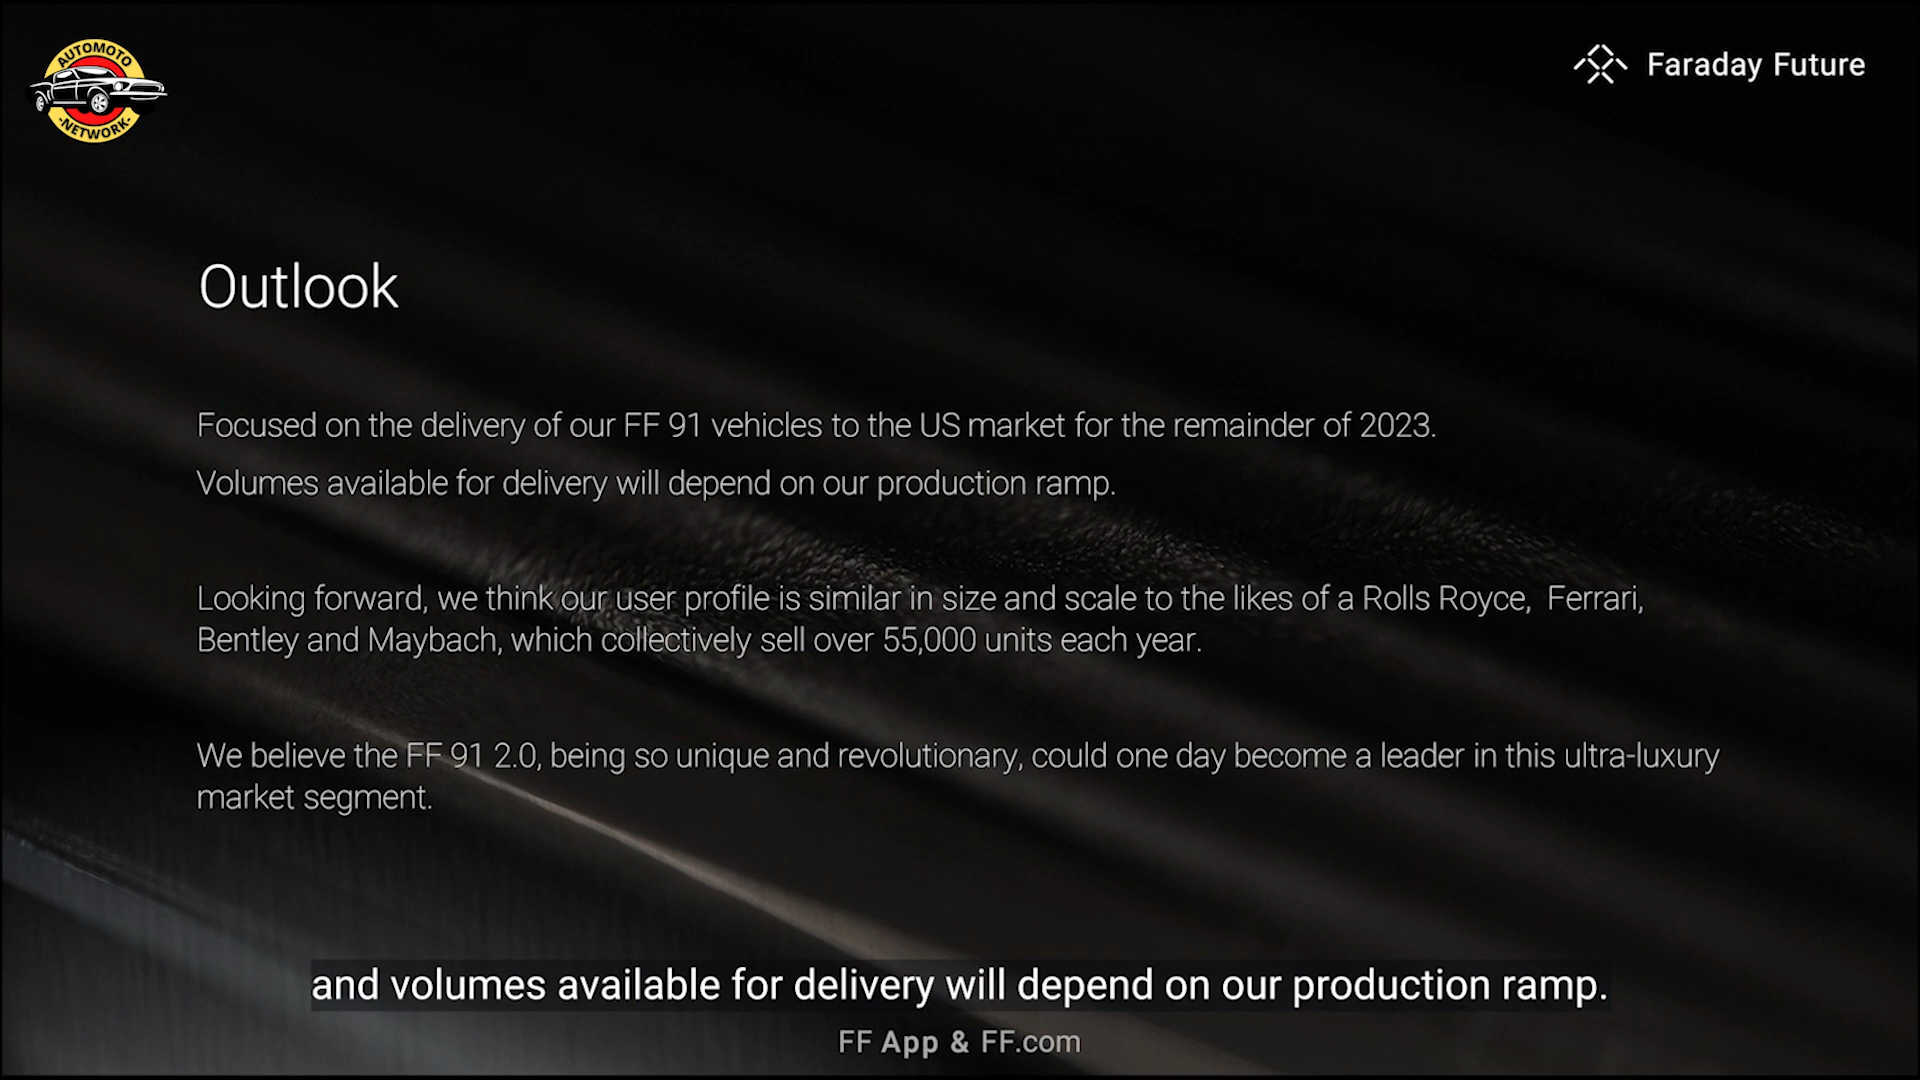 AUTOMOTO
-NETWORK-
Faraday Future
Outlook
Focused on the delivery of our FF 91 vehicles to the US market for the remainder of 2023.
Volumes available for delivery will depend on our production ramp.
Looking forward, we think our user profile is similar in size and scale to the likes of a Rolls Royce,  Ferrari,
Bentley and Maybach, which collectively sell over 55,000 units each year.
We believe the FF 91 2.0, being so unique and revolutionary, could one day become a leader in this ultra-luxury
market segment.
and volumes available for delivery will depend on our production ramp.
FF App & FF.com